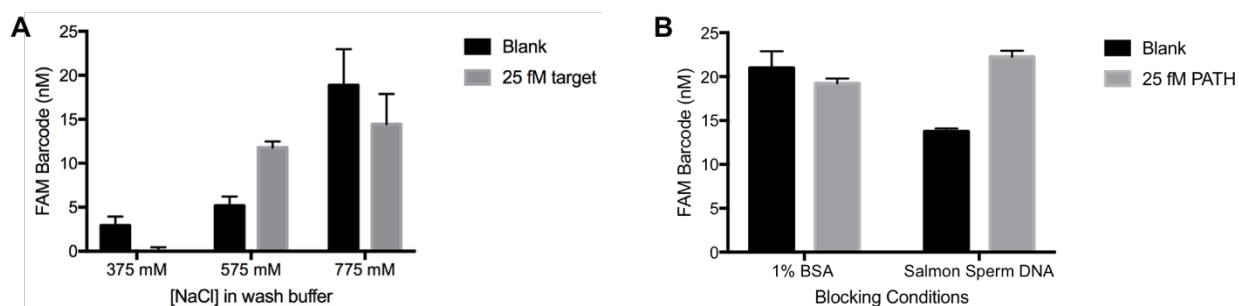 A
FAM Barcode (nM)
25
20
15
10
5
0
375 mM 575 mM 775 mM
[NaCl] in wash buffer
Blank
25 fM target
B
FAM Barcode (nM)
25
20
15
10
5
0
1% BSA Salmon Sperm DNA
Blocking Conditions
Blank
25 fM PATH